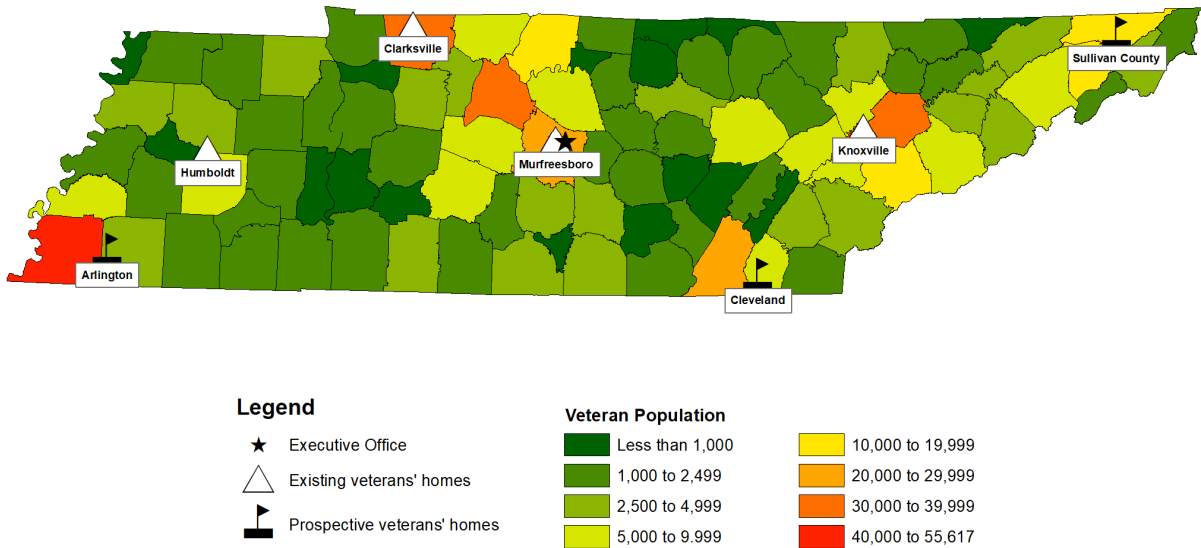 Clarksville
Sullivan County
Murfreesboro
Knoxville
Humboldt
Arlington
Cleveland
Legend
Executive Office
Existing veterans' homes
Prospective veterans' homes
Veteran Population
Less than 1,000
1,000 to 2,499
2,500 to 4,999
5,000 to 9.999
10,000 to 19,999
20,000 to 29,999
30,000 to 39,999
40,000 to 55,617